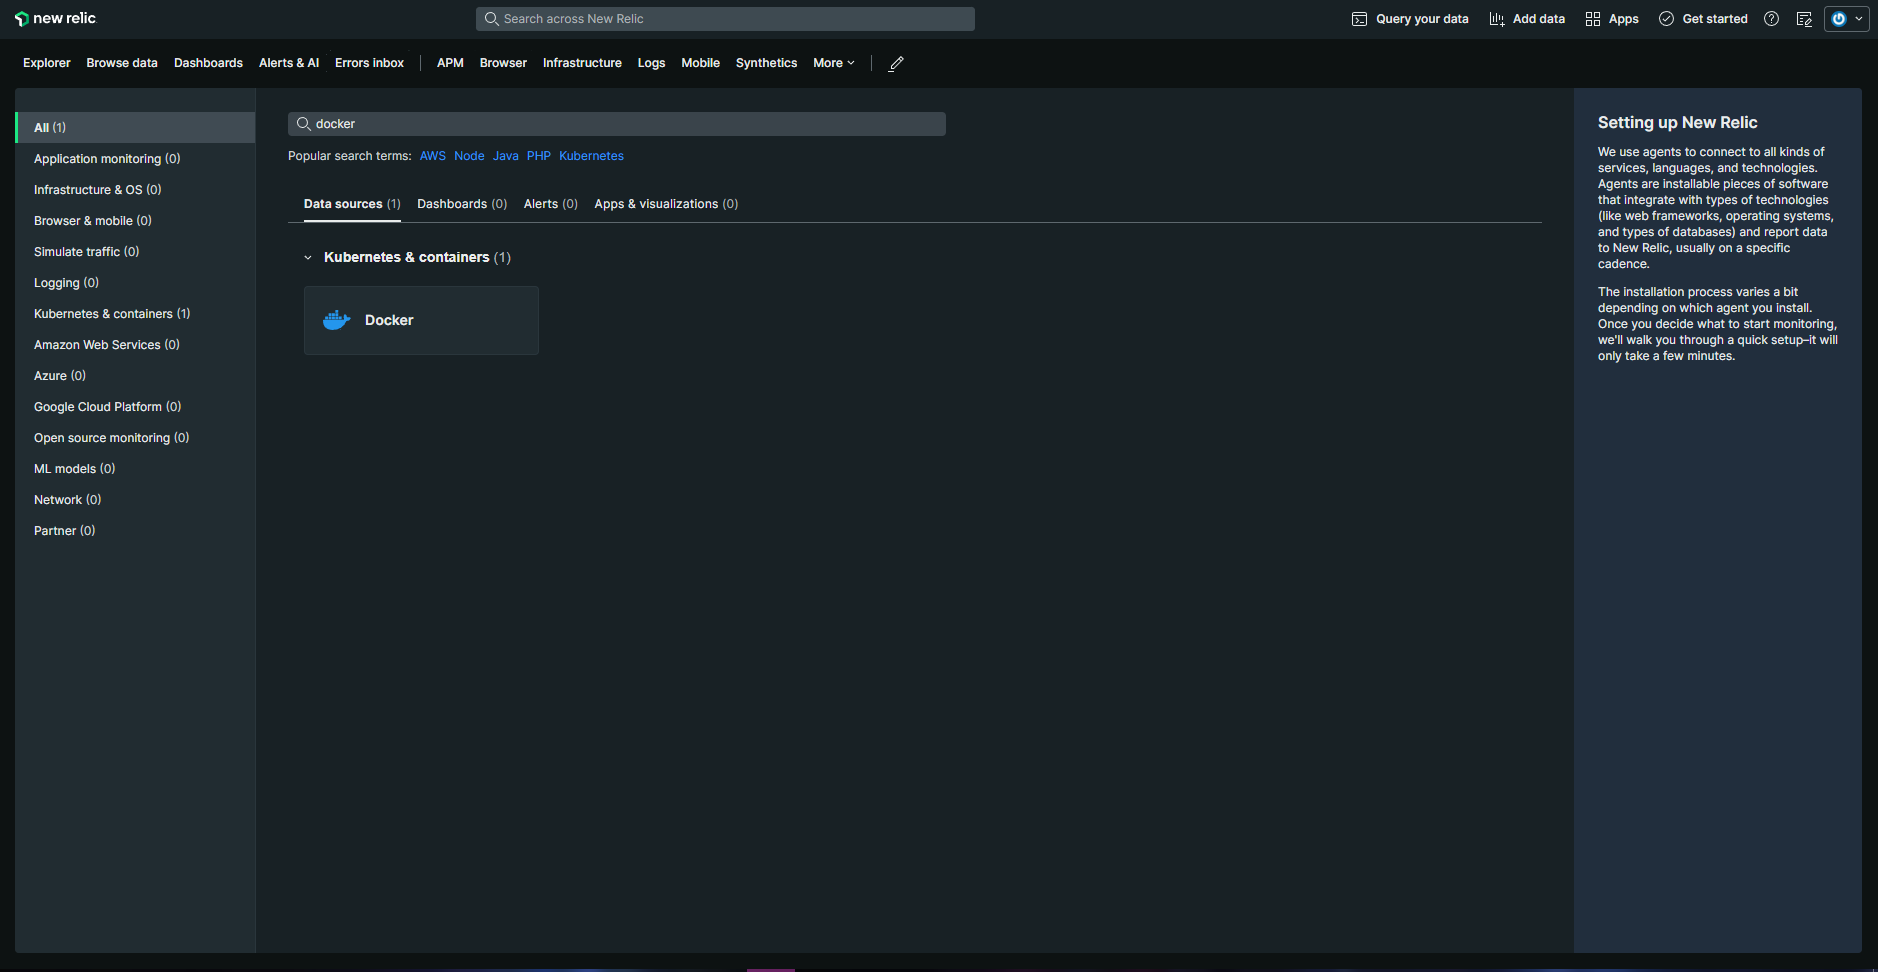 new relic
Search across New Relic
Query your data
Add data
Apps
Get started
Explorer
Browse data
Dashboards
Alerts & AI
Errors inbox
APM
Browser
Infrastructure
Logs
Mobile
Synthetics
More
All (1)
Application monitoring (0)
Infrastructure & OS (0)
Browser & mobile (0)
Simulate traffic (0)
Logging (0)
Kubernetes & containers (1)
Amazon Web Services (0)
Azure (0)
Google Cloud Platform (0)
Open source monitoring (0)
ML models (0)
Network (0)
Partner (0)
docker
Popular search terms: AWS Node Java PHP Kubernetes
Data sources (1)
Dashboards (0)
Alerts (0)
Apps & visualizations (0)
Kubernetes & containers (1)
Docker
Setting up New Relic
We use agents to connect to all kinds of
services, languages, and technologies.
Agents are installable pieces of software
that integrate with types of technologies
(like web frameworks, operating systems,
and types of databases) and report data
to New Relic, usually on a specific
cadence.
The installation process varies a bit
depending on which agent you install.
Once you decide what to start monitoring,
we'll walk you through a quick setup–it will
only take a few minutes.